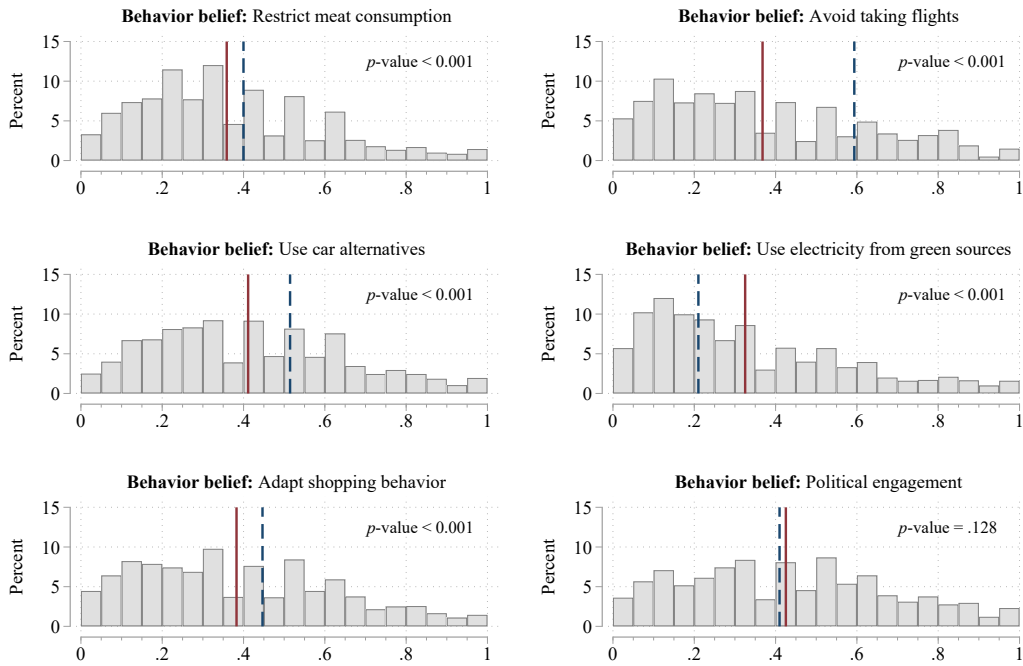 Behavior belief: Restrict meat consumption
15
10
5
0
Percent
p-value < 0.001
0 .2 .4 .6 .8 1
Behavior belief: Avoid taking flights
15
10
5
0
Percent
p-value < 0.001
0 .2 .4 .6 .8 1
Behavior belief: Use car alternatives
15
10
5
0
Percent
p-value < 0.001
0 .2 .4 .6 .8 1
Behavior belief: Use electricity from green sources
15
10
5
0
Percent
p-value < 0.001
0 .2 .4 .6 .8 1
Behavior belief: Adapt shopping behavior
15
10
5
0
Percent
p-value < 0.001
0 .2 .4 .6 .8 1
Behavior belief: Political engagement
15
10
5
0
Percent
p-value = .128
0 .2 .4 .6 .8 1